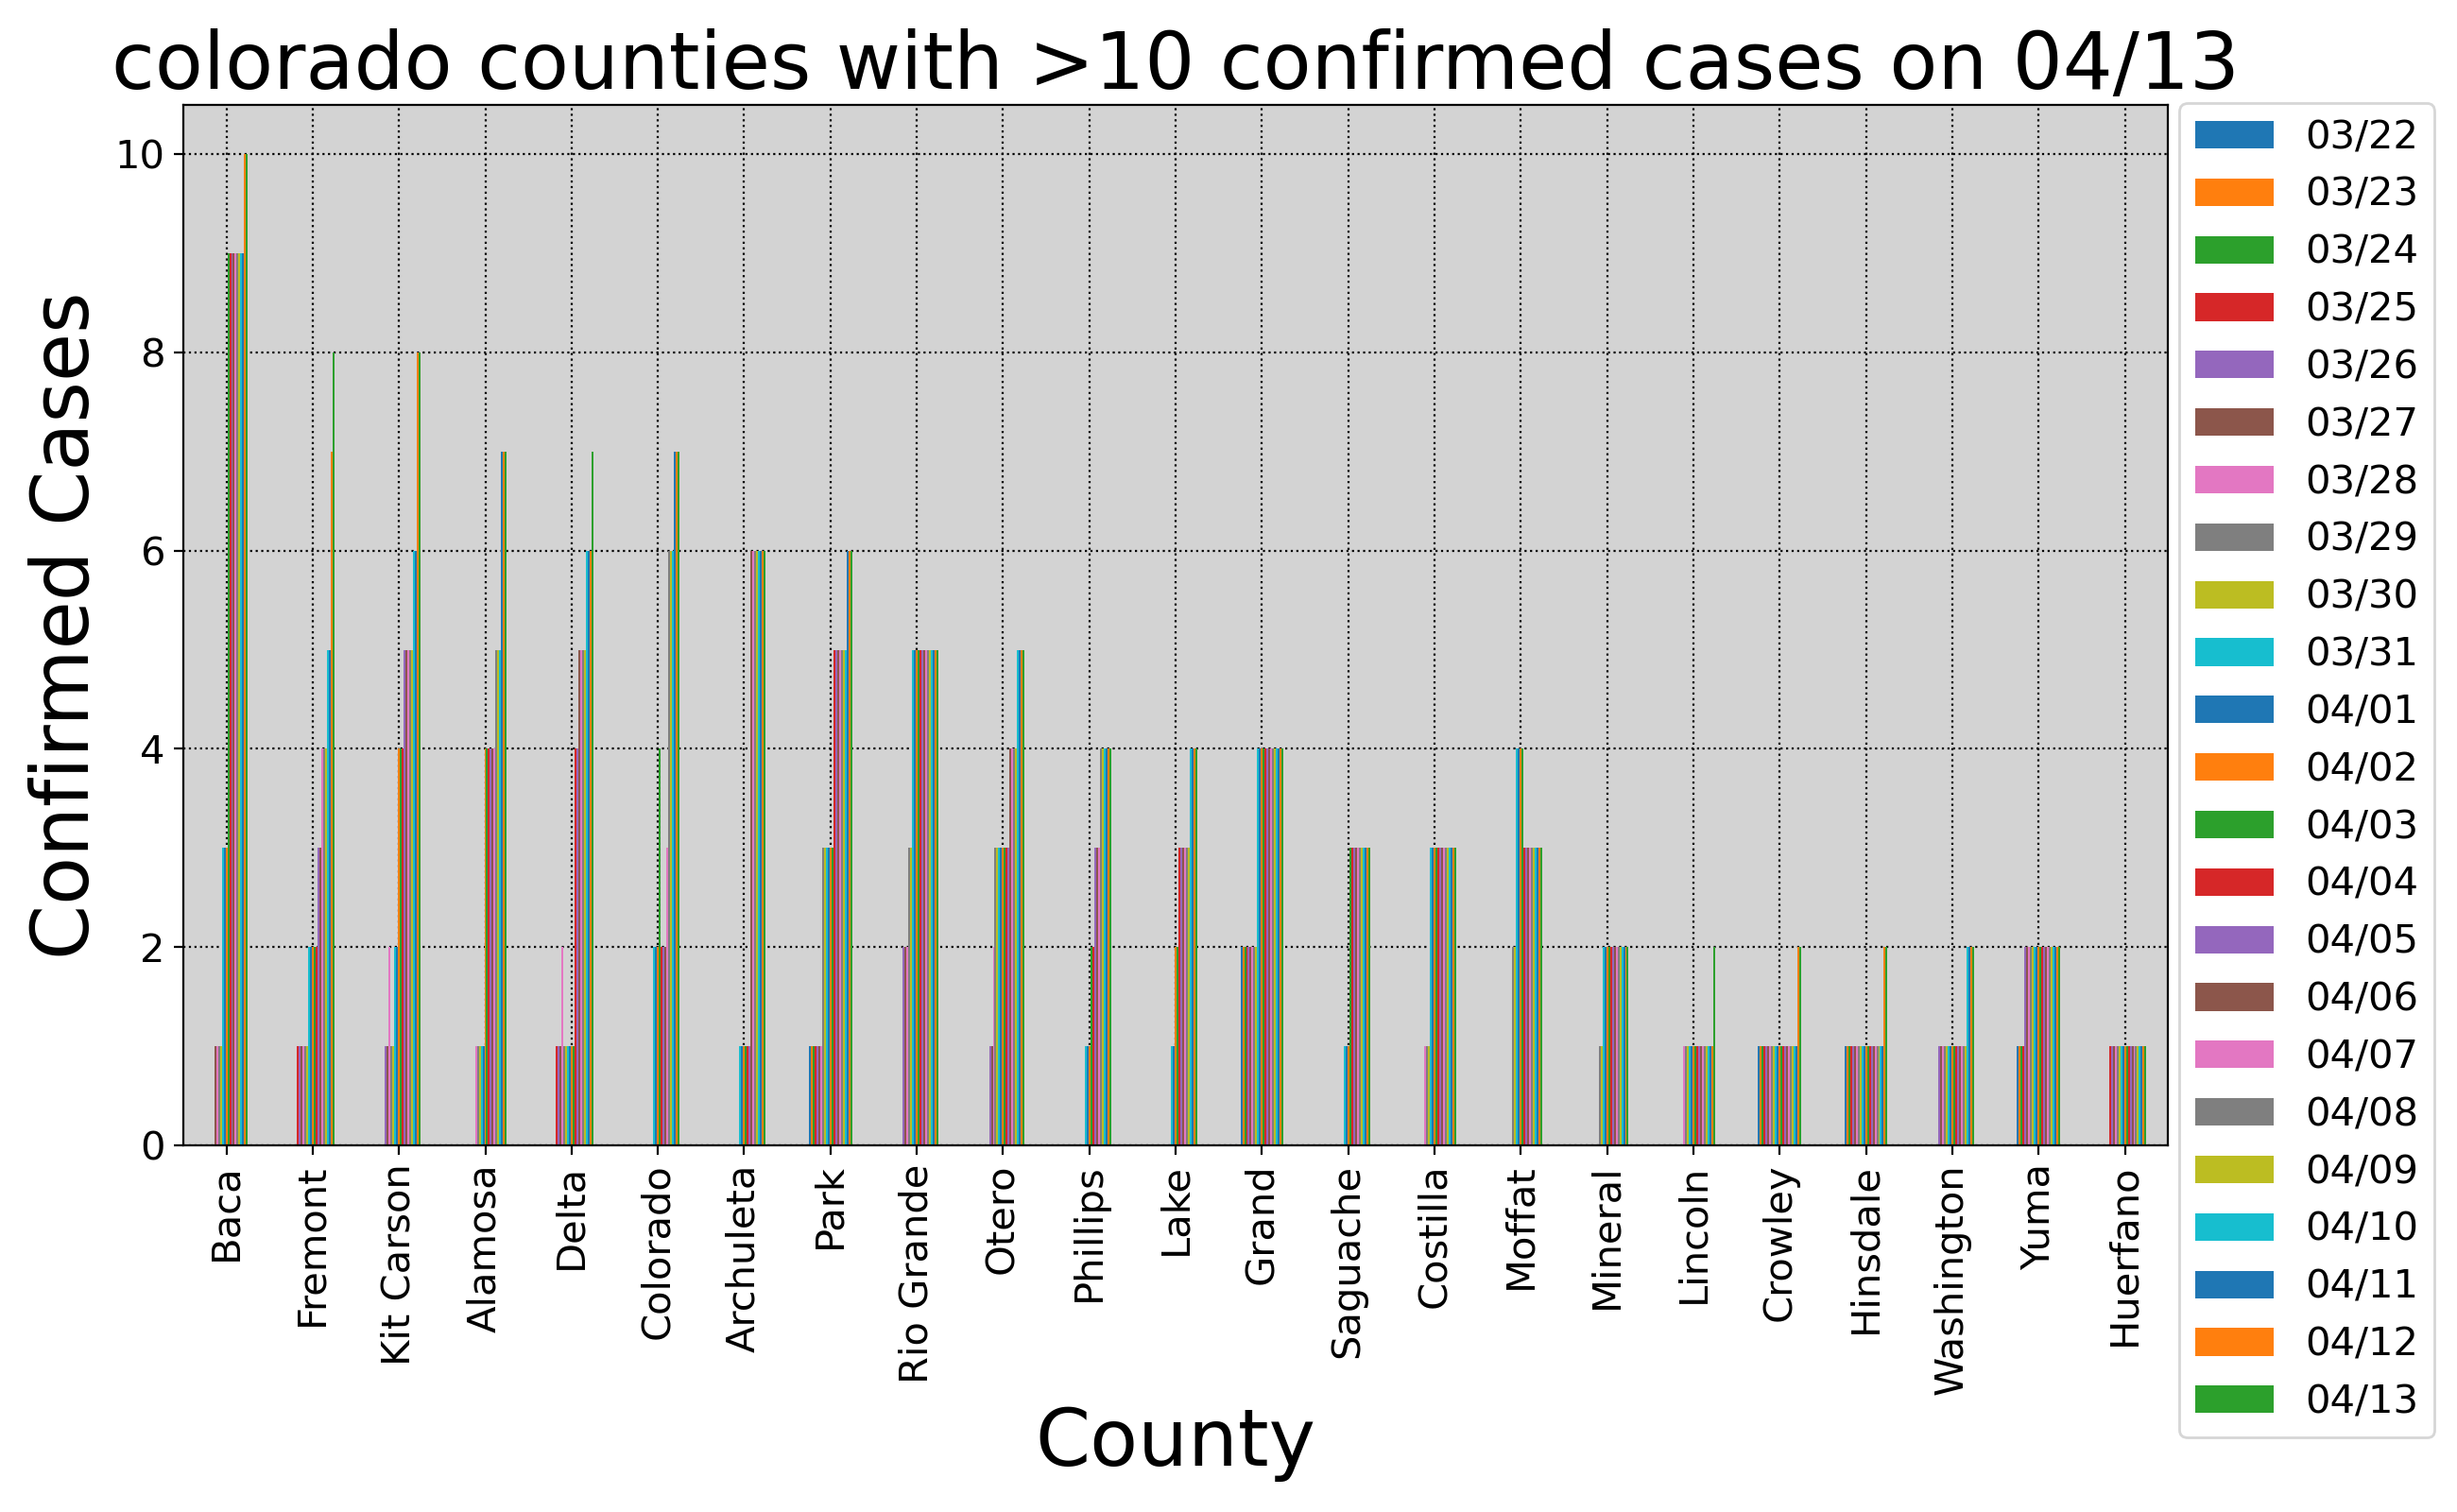 colorado counties with >10 confirmed cases on 04/13
Confirmed Cases
10
8
6
4
2
0
Baca
Fremont
Kit Carson
Alamosa
Delta
Colorado
Archuleta
Park
Rio Grande
Otero
Phillips
Lake
Grand
Saguache
Costilla
Moffat
Mineral
Lincoln
Crowley
Hinsdale
Washington
Yuma
Huerfano
County
03/22
03/23
03/24
03/25
03/26
03/27
03/28
03/29
03/30
03/31
04/01
04/02
04/03
04/04
04/05
04/06
04/07
04/08
04/09
04/10
04/11
04/12
04/13